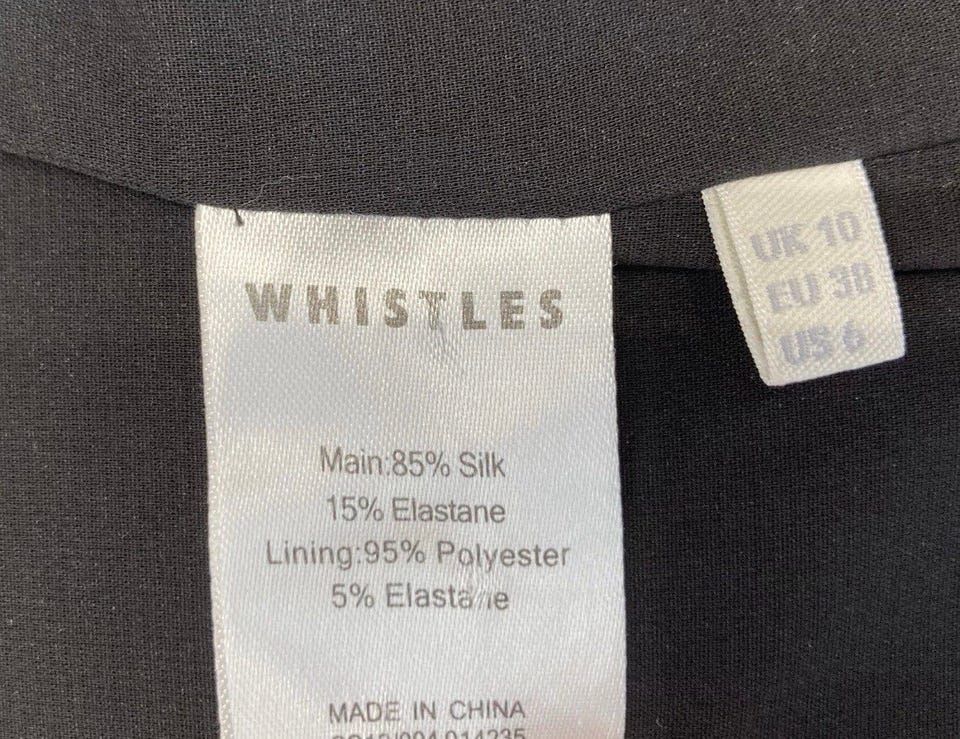 WHISTLES
Main:85% Silk
15% Elastane
Lining:95% Polyester
5% Elastane
MADE IN CHINA
UK 10
EU 38
US 6